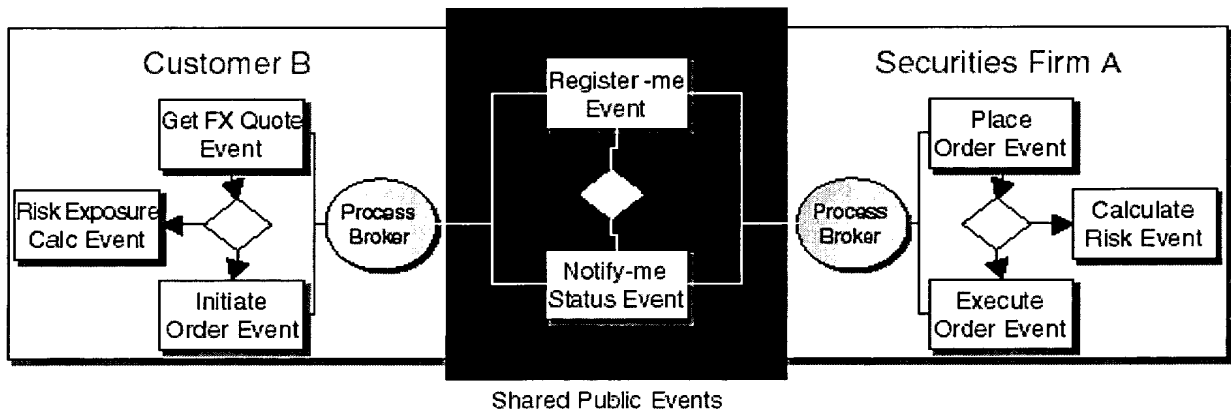 Customer B
Get FX Quote
Event
Risk Exposure
Calc Event
Initiate
Order Event
Process
Broker
Register -me
Event
Notify-me
Status Event
Securities Firm A
Place
Order Event
Process
Broker
Calculate
Risk Event
Execute
Order Event
Shared Public Events